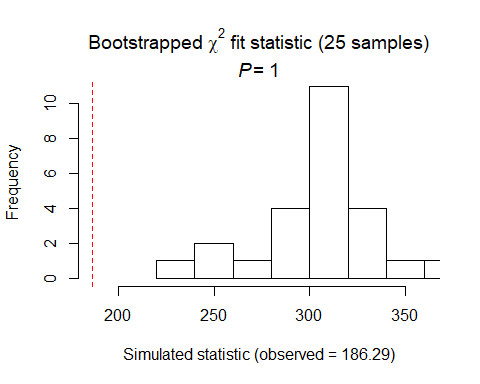 Bootstrapped χ² fit statistic (25 samples)
P = 1
Frequency
10
8
6
4
2
0
200 250 300 350
Simulated statistic (observed = 186.29)